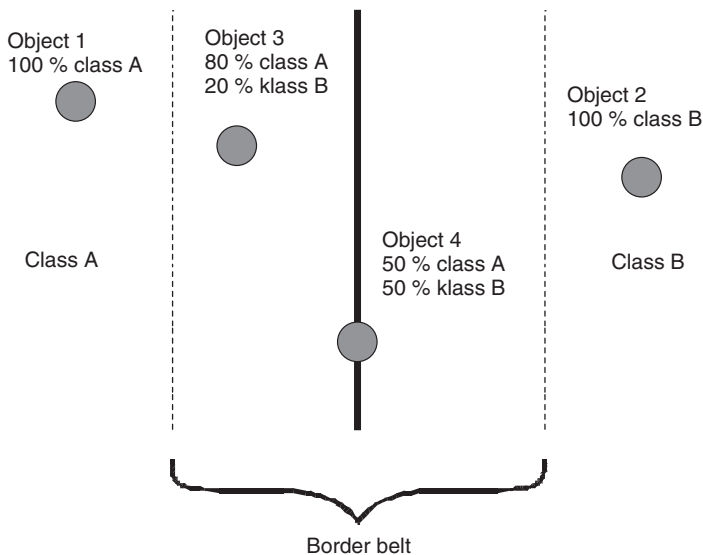 Object 1
100 % class A
Object 3
80 % class A
20 % klass B
Object 2
100 % class B
Class A
Object 4
50 % class A
50 % klass B
Class B
Border belt